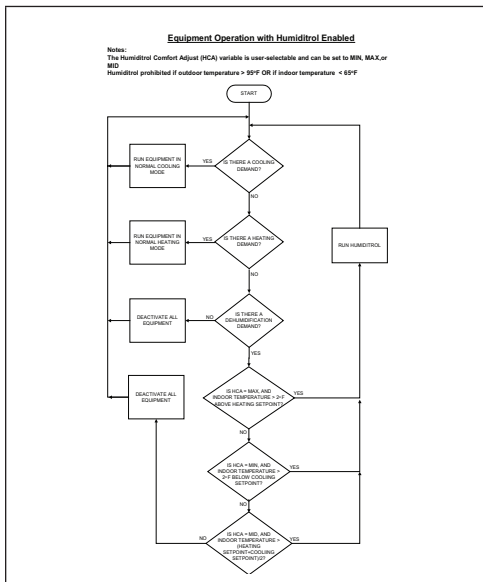 Equipment Operation with Humiditrol Enabled
Notes:
The Humiditrol Comfort Adjust (HCA) variable is user-selectable and can be set to MIN, MAX,or
MID
Humiditrol prohibited if outdoor temperature > 95°F OR if indoor temperature < 65°F
START
IS THERE A COOLING
DEMAND?
YES
RUN EQUIPMENT IN
NORMAL COOLING
MODE
NO
IS THERE A HEATING
DEMAND?
YES
RUN EQUIPMENT IN
NORMAL HEATING
MODE
RUN HUMIDITROL
NO
IS THERE A
DEHUMIDIFICATION
DEMAND?
NO
DEACTIVATE ALL
EQUIPMENT
YES
IS HCA = MAX, AND
INDOOR TEMPERATURE > 2°F
ABOVE HEATING SETPOINT?
YES
DEACTIVATE ALL
EQUIPMENT
NO
IS HCA = MIN, AND
INDOOR TEMPERATURE >
2°F BELOW COOLING
SETPOINT?
YES
NO
IS HCA = MID, AND
INDOOR TEMPERATURE >
(HEATING
SETPOINT+COOLING
SETPOINT)/2?
NO
YES